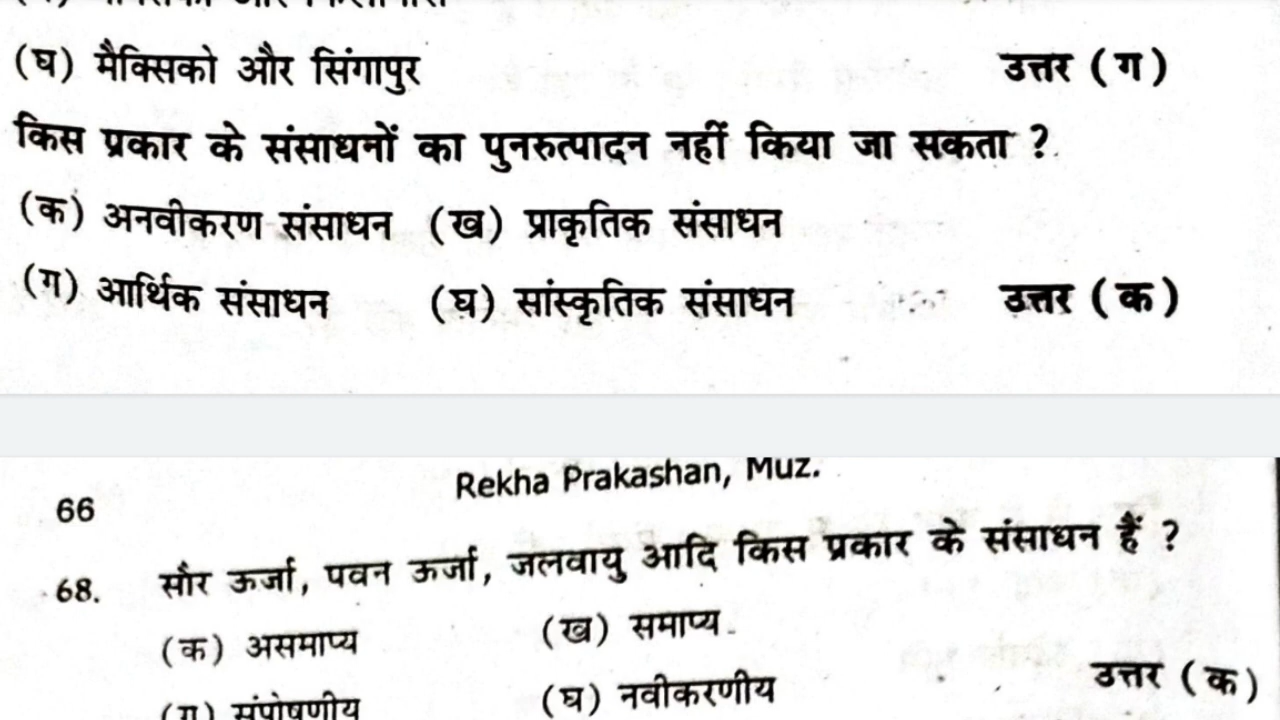 (घ) मैक्सिको और सिंगापुर उत्तर (ग)
किस प्रकार के संसाधनों का पुनरुत्पादन नहीं किया जा सकता ?
(क) अनवीकरण संसाधन (ख) प्राकृतिक संसाधन
(ग) आर्थिक संसाधन (घ) सांस्कृतिक संसाधन उत्तर (क)
Rekha Prakashan, Muz.
66
68. सौर ऊर्जा, पवन ऊर्जा, जलवायु आदि किस प्रकार के संसाधन हैं ?
(क) असमाप्य (ख) समाप्य
(ग) संपोषणीय (घ) नवीकरणीय उत्तर (क)